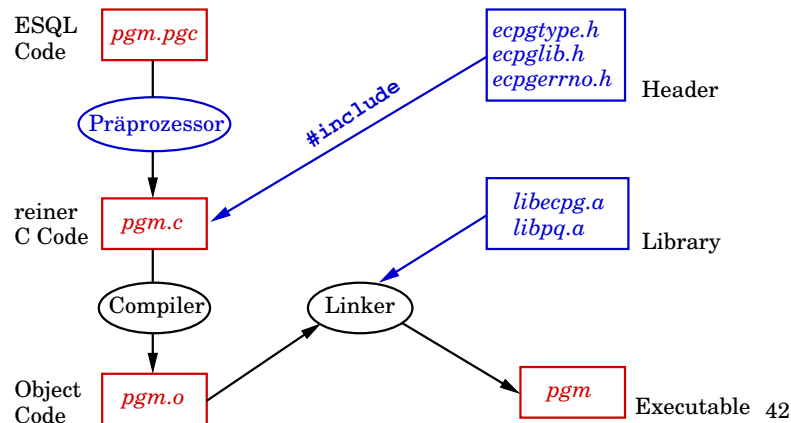 ESQL
Code
pgm.pgc
ecpgtype.h
ecpglib.h
ecpgerrno.h
Header
Präprozessor
#include
reiner
C Code
pgm.c
libecpg.a
libpq.a
Library
Compiler
Linker
Object
Code
pgm.o
pgm
Executable
42